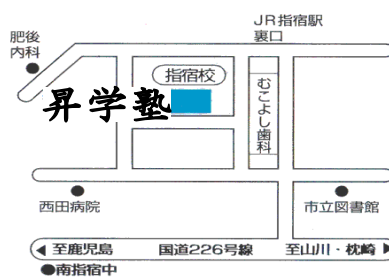 JR指宿駅
裏口
肥後
内科
指宿校
昇学塾
むこよし歯科
西田病院
市立図書館
至鹿児島 国道226号線 至山川・枕崎
南指宿中